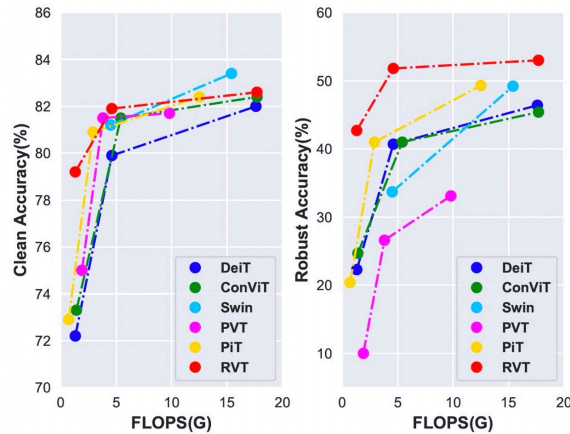 86
84
82
80
78
76
74
72
70
Clean Accuracy(%)
DeiT
ConViT
Swin
PVT
PiT
RVT
0 5 10 15 20
FLOPS(G)
60
50
40
30
20
10
Robust Accuracy(%)
DeiT
ConViT
Swin
PVT
PiT
RVT
0 5 10 15 20
FLOPS(G)